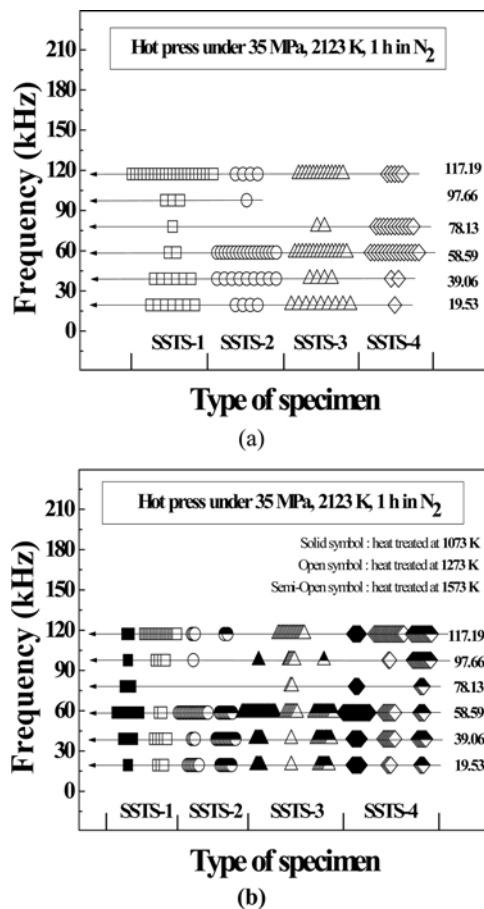 Hot press under 35 MPa, 2123 K, 1 h in N2
Frequency (kHz)
210
180
150
120
90
60
30
0
117.19
97.66
78.13
58.59
39.06
19.53
SSTS-1 SSTS-2 SSTS-3 SSTS-4
Type of specimen
(a)
Hot press under 35 MPa, 2123 K, 1 h in N2
Solid symbol : heat treated at 1073 K
Open symbol : heat treated at 1273 K
Semi-Open symbol : heat treated at 1573 K
Frequency (kHz)
210
180
150
120
90
60
30
0
117.19
97.66
78.13
58.59
39.06
19.53
SSTS-1 SSTS-2 SSTS-3 SSTS-4
Type of specimen
(b)